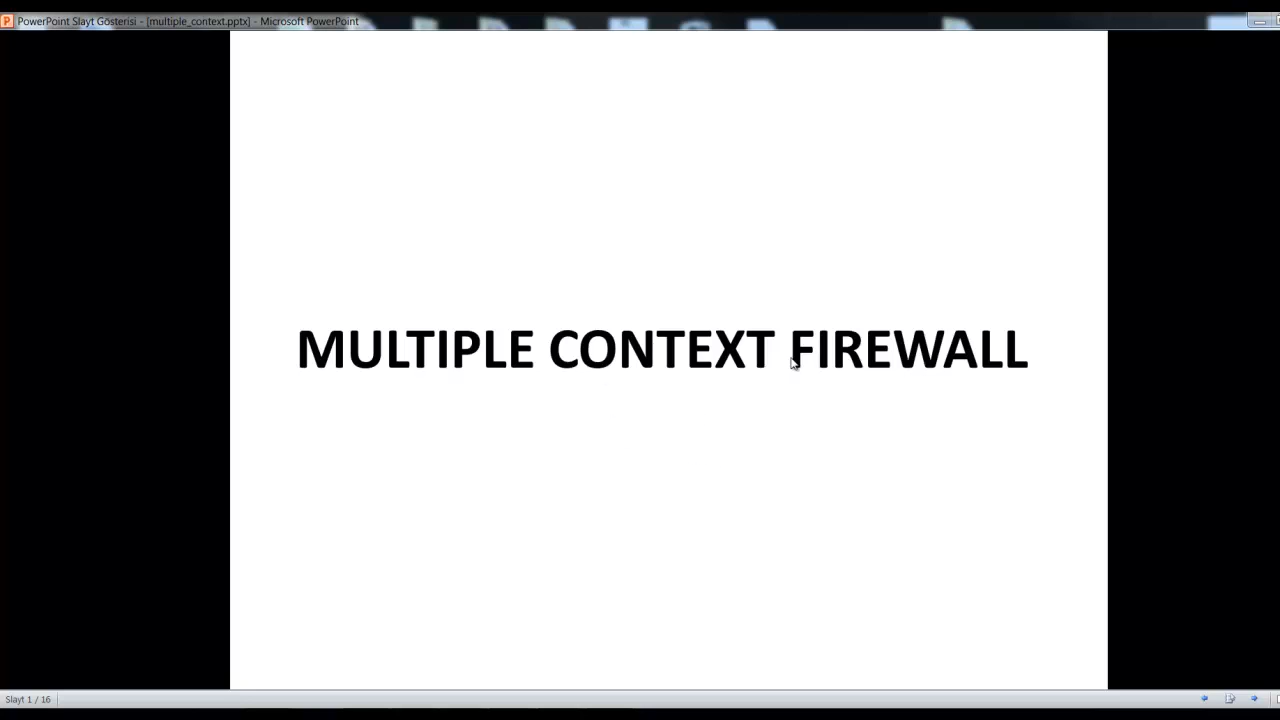 PowerPoint Slayt Gösterisi - [multiple_context.pptx] - Microsoft PowerPoint
MULTIPLE CONTEXT FIREWALL
Slayt 1 / 16